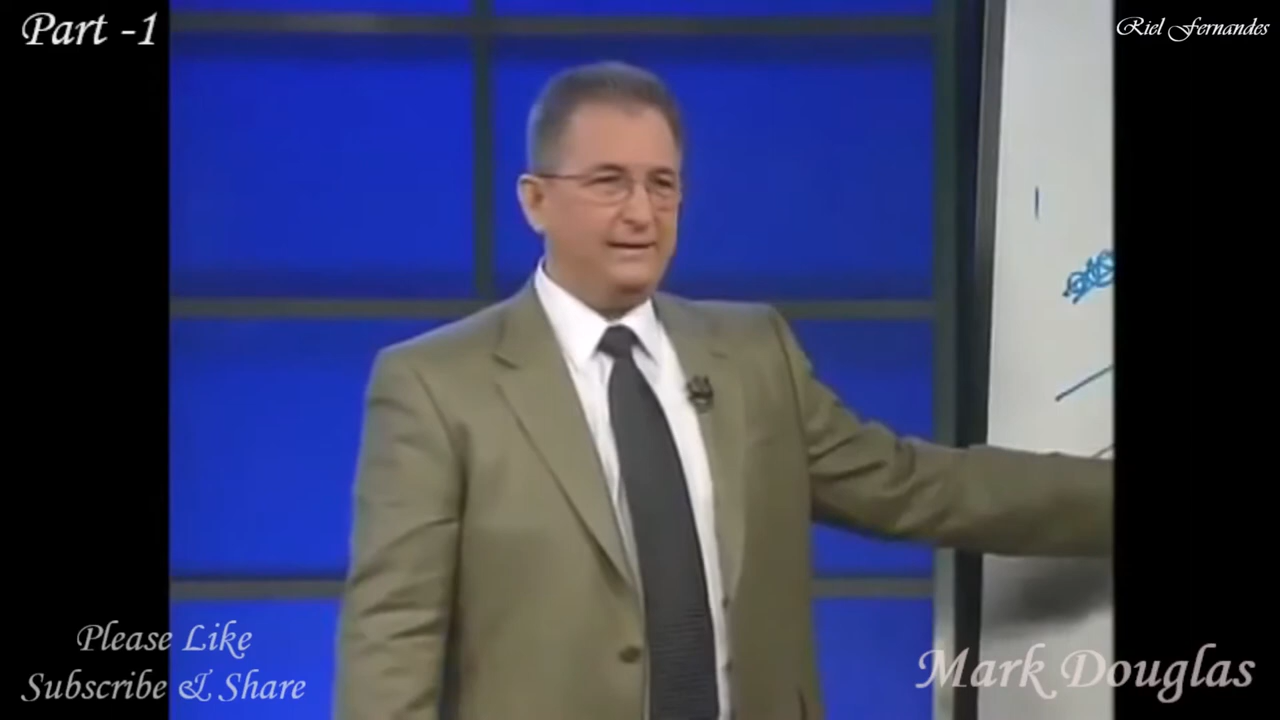 Part -1
Riel Fernandes
Please Like
Subscribe & Share
Mark Douglas